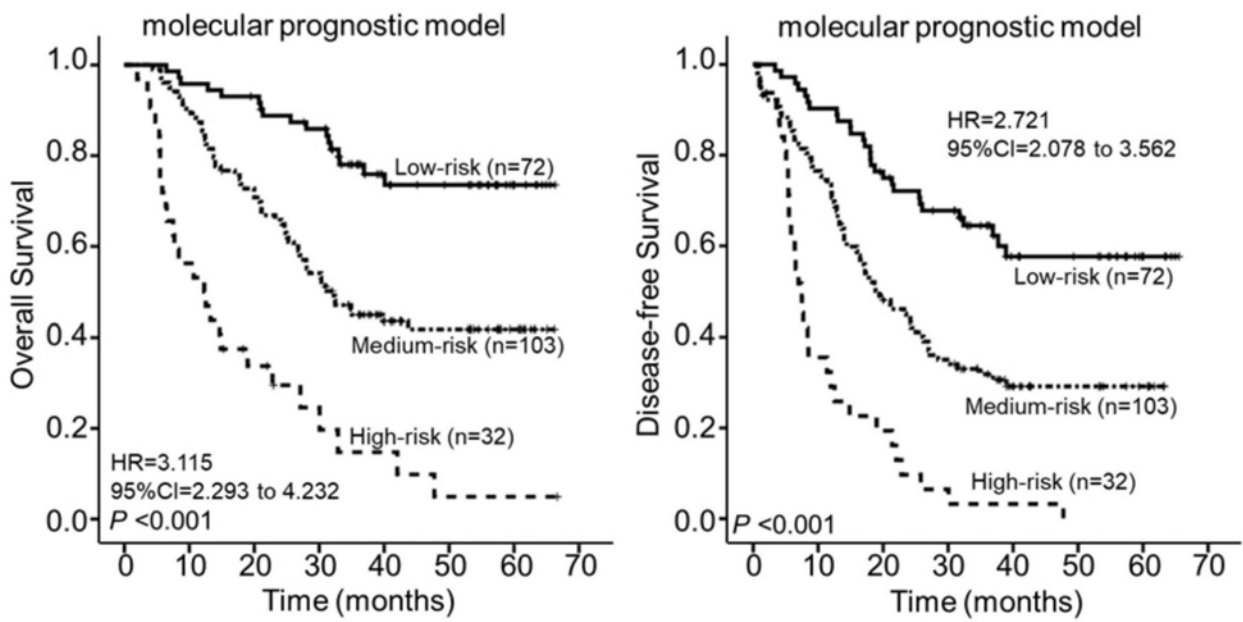 molecular prognostic model
Overall Survival
1.0
0.8
0.6
0.4
0.2
0.0
Low-risk (n=72)
Medium-risk (n=103)
High-risk (n=32)
HR=3.115
95%CI=2.293 to 4.232
P <0.001
0 10 20 30 40 50 60 70
Time (months)
molecular prognostic model
Disease-free Survival
1.0
0.8
0.6
0.4
0.2
0.0
HR=2.721
95%CI=2.078 to 3.562
Low-risk (n=72)
Medium-risk (n=103)
High-risk (n=32)
P <0.001
0 10 20 30 40 50 60 70
Time (months)